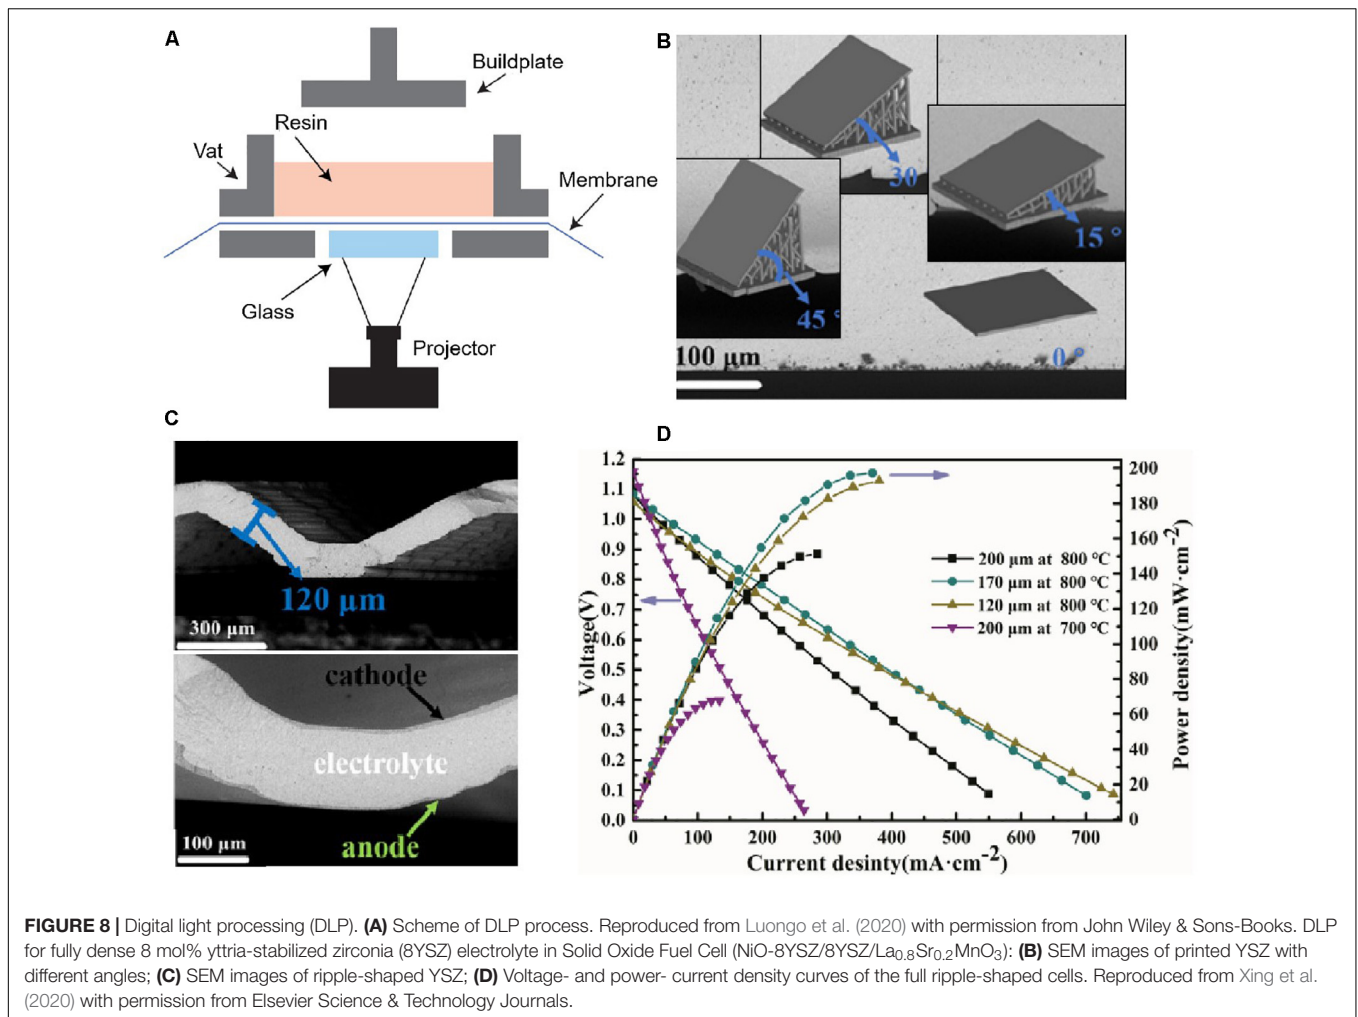 A
Buildplate
Resin
Vat
Membrane
Glass
Projector
B
30
15 °
45 °
0 °
100 μm
C
120 μm
300 μm
cathode
electrolyte
anode
100 μm
D
1.2
1.1
1.0
0.9
0.8
0.7
0.6
0.5
0.4
0.3
0.2
0.1
0.0
Voltage(V)
200 μm at 800 °C
170 μm at 800 °C
120 μm at 800 °C
200 μm at 700 °C
200
180
160
140
120
100
80
60
40
20
0
Power density(mW·cm⁻²)
0 100 200 300 400 500 600 700
Current desinty(mA·cm⁻²)
FIGURE 8 | Digital light processing (DLP). (A) Scheme of DLP process. Reproduced from Luongo et al. (2020) with permission from John Wiley & Sons-Books. DLP
for fully dense 8 mol% yttria-stabilized zirconia (8YSZ) electrolyte in Solid Oxide Fuel Cell (NiO-8YSZ/8YSZ/La₀.₈Sr₀.₂MnO₃): (B) SEM images of printed YSZ with
different angles; (C) SEM images of ripple-shaped YSZ; (D) Voltage- and power- current density curves of the full ripple-shaped cells. Reproduced from Xing et al.
(2020) with permission from Elsevier Science & Technology Journals.